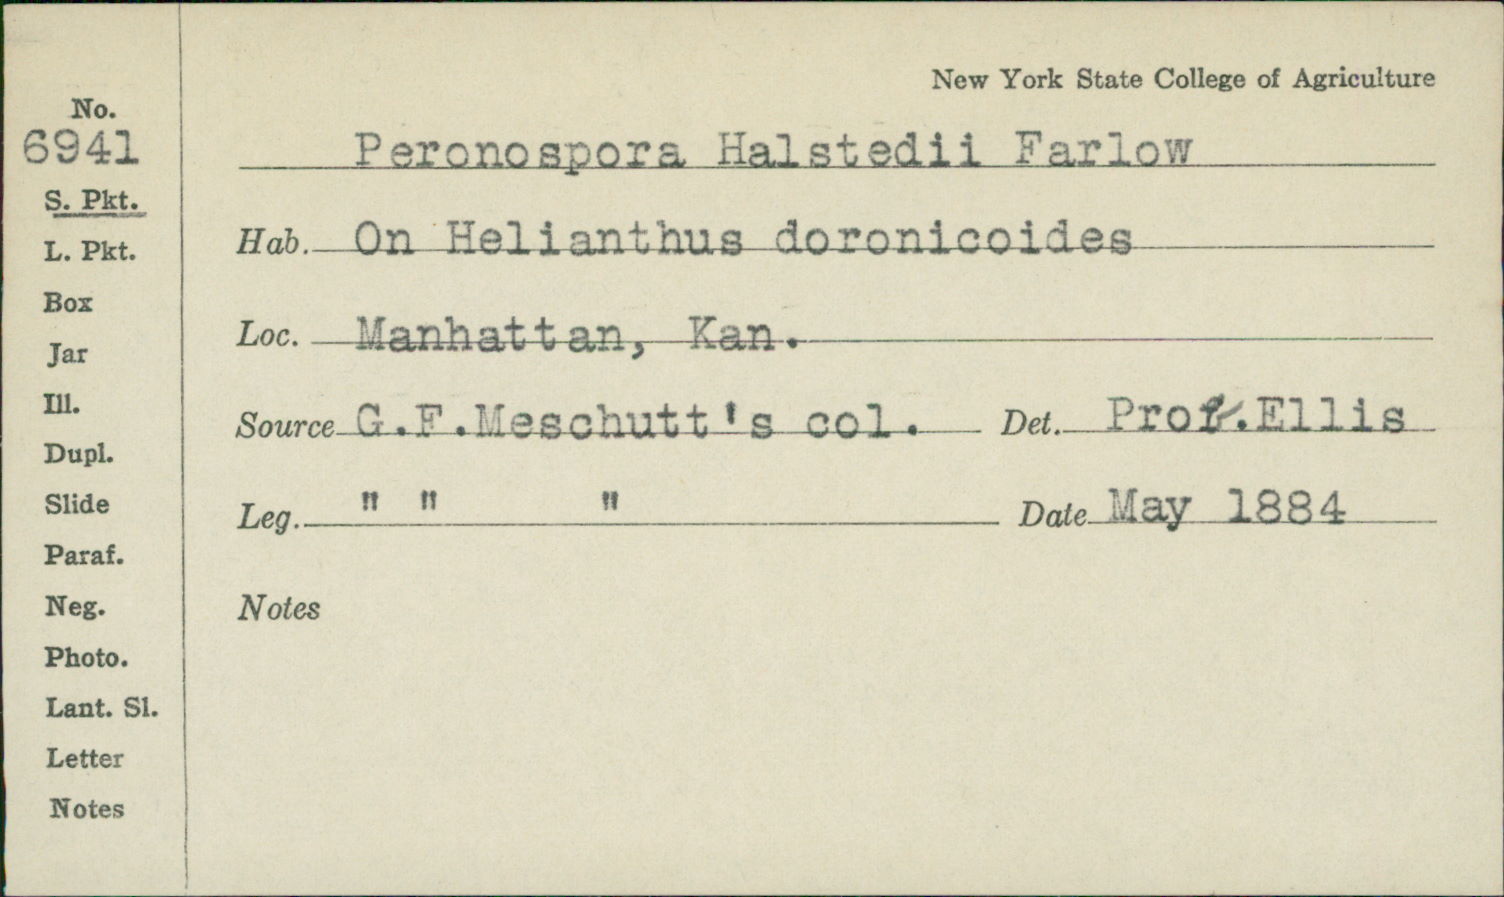 New York State College of Agriculture
No.
6941
S. Pkt.
L. Pkt.
Box
Jar
Ill.
Dupl.
Slide
Paraf.
Neg.
Photo.
Lant. Sl.
Letter
Notes
Peronospora Halstedii Farlow
Hab. On Helianthus doronicoides
Loc. Manhattan, Kan.
Source G.F.Meschutt's col. Det. Prof.Ellis
Leg. " " " Date May 1884
Notes